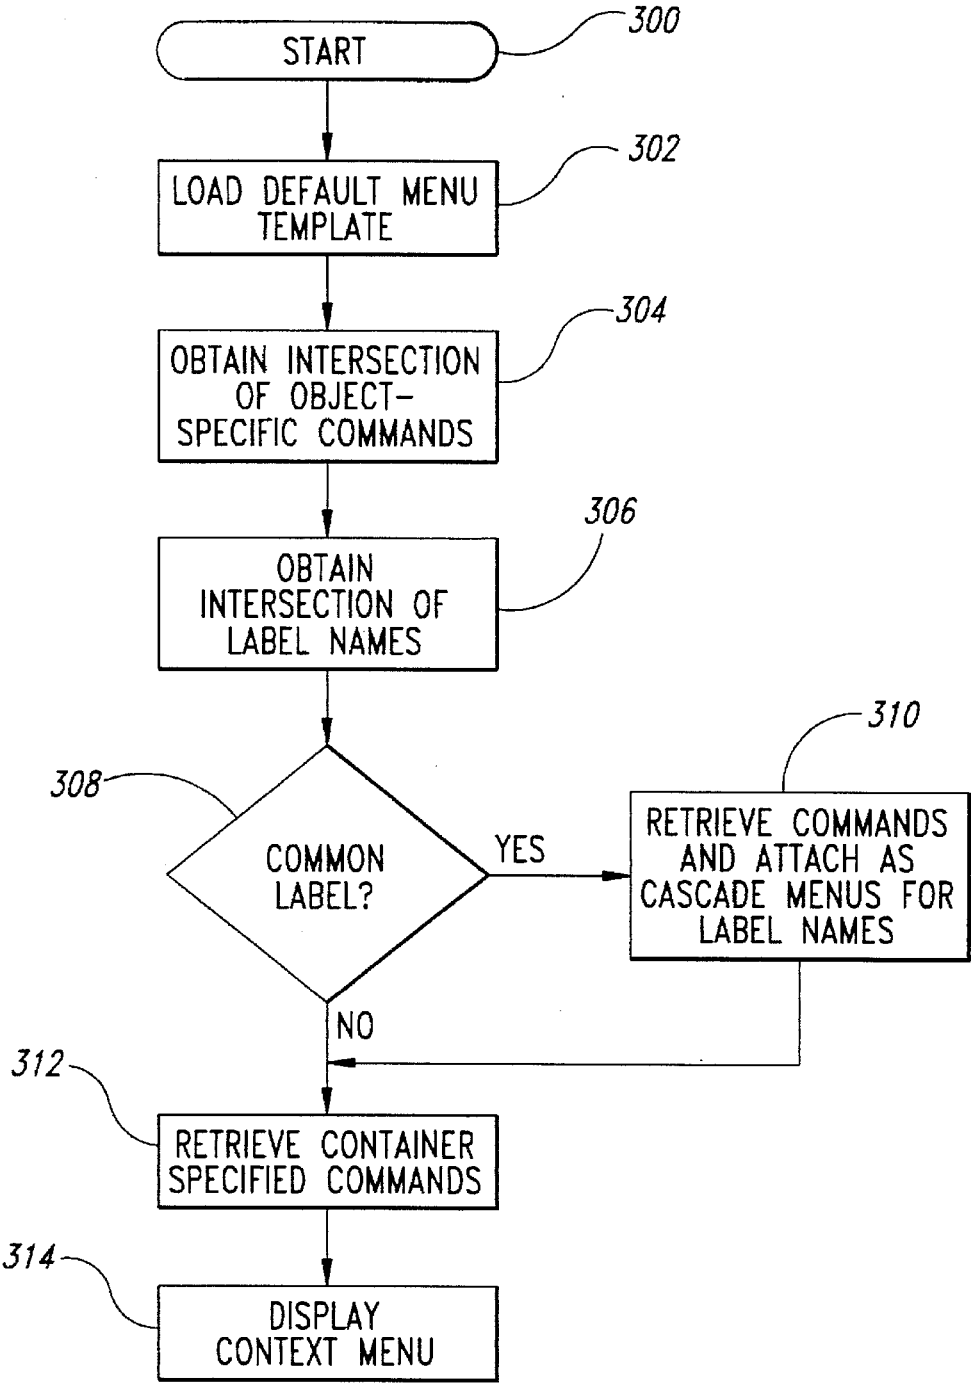 300
START
302
LOAD DEFAULT MENU
TEMPLATE
304
OBTAIN INTERSECTION
OF OBJECT-
SPECIFIC COMMANDS
306
OBTAIN
INTERSECTION OF
LABEL NAMES
308
COMMON
LABEL?
YES
310
RETRIEVE COMMANDS
AND ATTACH AS
CASCADE MENUS FOR
LABEL NAMES
NO
312
RETRIEVE CONTAINER
SPECIFIED COMMANDS
314
DISPLAY
CONTEXT MENU